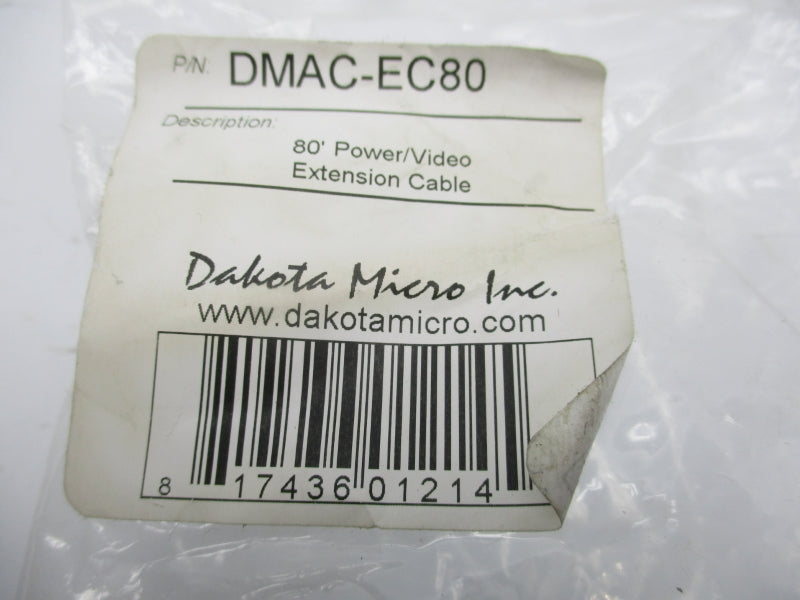 P/N: DMAC-EC80
Description:
80' Power/Video
Extension Cable
Dakota Micro Inc.
www.dakotamicro.com
8 17436 01214